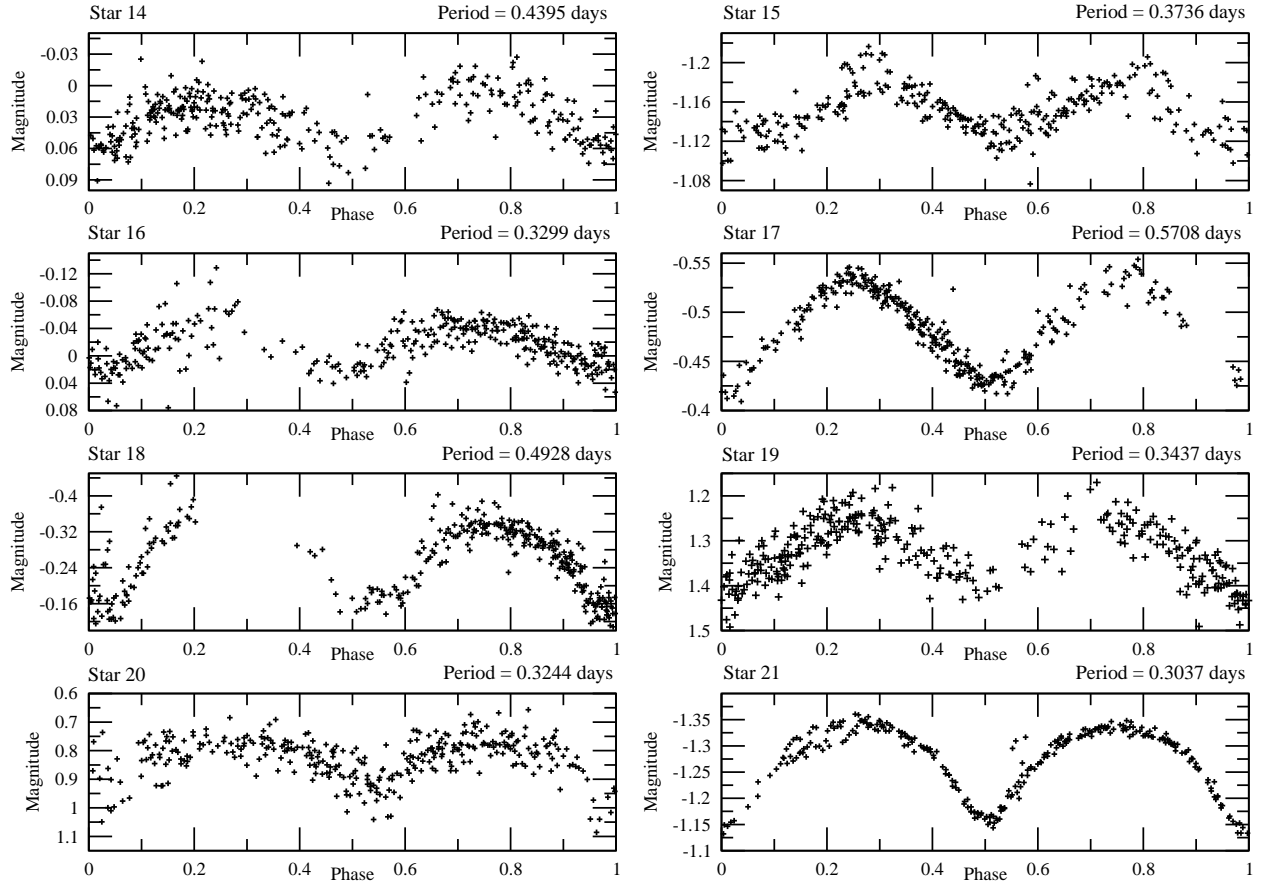 Star 14 Period = 0.4395 days
Magnitude
-0.03
0
0.03
0.06
0.09
0 0.2 0.4 0.6 0.8 1
Phase
Star 15 Period = 0.3736 days
Magnitude
-1.2
-1.16
-1.12
-1.08
0 0.2 0.4 0.6 0.8 1
Phase
Star 16 Period = 0.3299 days
Magnitude
-0.12
-0.08
-0.04
0
0.04
0.08
0 0.2 0.4 0.6 0.8 1
Phase
Star 17 Period = 0.5708 days
Magnitude
-0.55
-0.5
-0.45
-0.4
0 0.2 0.4 0.6 0.8 1
Phase
Star 18 Period = 0.4928 days
Magnitude
-0.4
-0.32
-0.24
-0.16
0 0.2 0.4 0.6 0.8 1
Phase
Star 19 Period = 0.3437 days
Magnitude
1.2
1.3
1.4
1.5
0 0.2 0.4 0.6 0.8 1
Phase
Star 20 Period = 0.3244 days
Magnitude
0.6
0.7
0.8
0.9
1
1.1
0 0.2 0.4 0.6 0.8 1
Phase
Star 21 Period = 0.3037 days
Magnitude
-1.35
-1.3
-1.25
-1.2
-1.15
-1.1
0 0.2 0.4 0.6 0.8 1
Phase